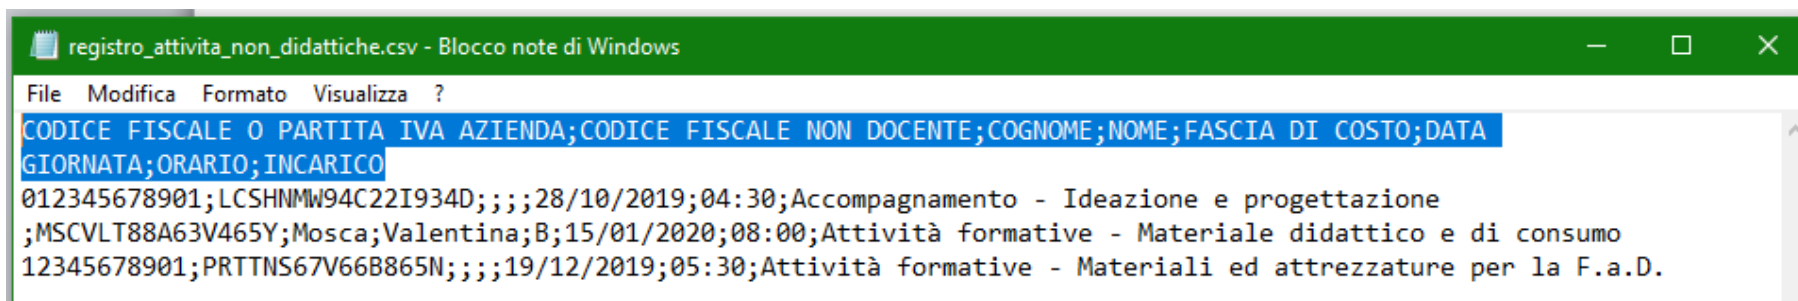 registro_attivita_non_didattiche.csv - Blocco note di Windows
File Modifica Formato Visualizza ?
CODICE FISCALE O PARTITA IVA AZIENDA;CODICE FISCALE NON DOCENTE;COGNOME;NOME;FASCIA DI COSTO;DATA
GIORNATA;ORARIO;INCARICO
012345678901;LCSHNMW94C22I934D;;;;28/10/2019;04:30;Accompagnamento - Ideazione e progettazione
;MSCVLT88A63V465Y;Mosca;Valentina;B;15/01/2020;08:00;Attività formative - Materiale didattico e di consumo
12345678901;PRTTNS67V66B865N;;;;19/12/2019;05:30;Attività formative - Materiali ed attrezzature per la F.a.D.